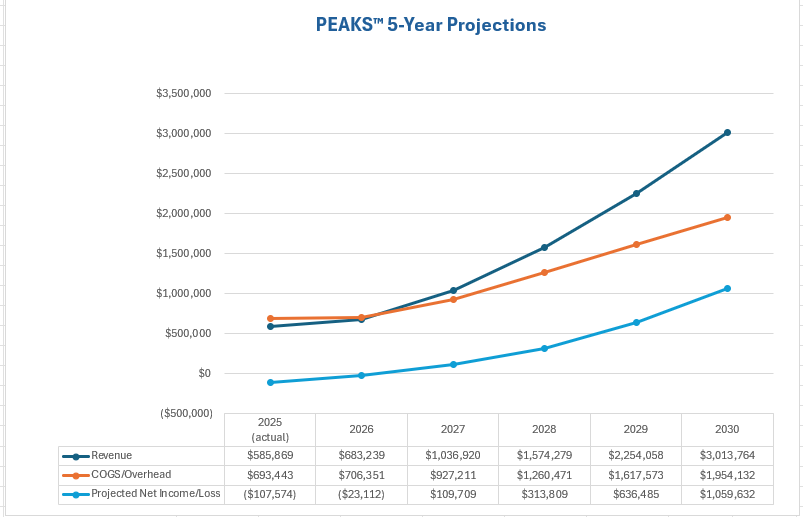 PEAKS™ 5-Year Projections
$3,500,000
$3,000,000
$2,500,000
$2,000,000
$1,500,000
$1,000,000
$500,000
$0
($500,000)
2025 (actual) 2026 2027 2028 2029 2030
Revenue $585,869 $683,239 $1,036,920 $1,574,279 $2,254,058 $3,013,764
COGS/Overhead $693,443 $706,351 $927,211 $1,260,471 $1,617,573 $1,954,132
Projected Net Income/Loss ($107,574) ($23,112) $109,709 $313,809 $636,485 $1,059,632